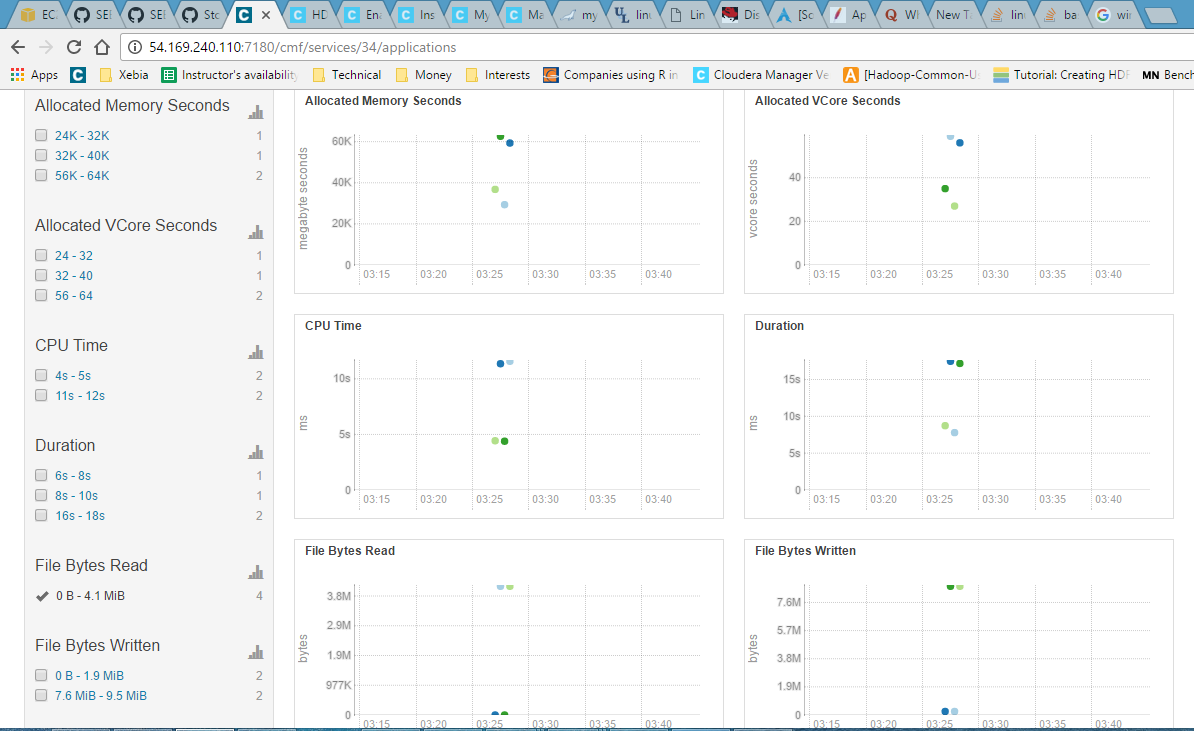 EC
SEI
SEI
Stc
HD
Ena
Ins
My
Ma
my
linu
Lin
Dis
[Sc
Ap
WI
New T
lin
ba
wir
54.169.240.110:7180/cmf/services/34/applications
Apps
Xebia
Instructor's availability
Technical
Money
Interests
Companies using R in
Cloudera Manager Ve
[Hadoop-Common-U
Tutorial: Creating HDF
MN Bench
Allocated Memory Seconds
24K - 32K 1
32K - 40K 1
56K - 64K 2
Allocated VCore Seconds
24 - 32 1
32 - 40 1
56 - 64 2
CPU Time
4s - 5s 2
11s - 12s 2
Duration
6s - 8s 1
8s - 10s 1
16s - 18s 2
File Bytes Read
0 B - 4.1 MiB 4
File Bytes Written
0 B - 1.9 MiB 2
7.6 MiB - 9.5 MiB 2
Allocated Memory Seconds
megabyte seconds
60K
40K
20K
0
03:15 03:20 03:25 03:30 03:35 03:40
Allocated VCore Seconds
vcore seconds
40
20
0
03:15 03:20 03:25 03:30 03:35 03:40
CPU Time
ms
10s
5s
0
03:15 03:20 03:25 03:30 03:35 03:40
Duration
ms
15s
10s
5s
0
03:15 03:20 03:25 03:30 03:35 03:40
File Bytes Read
bytes
3.8M
2.9M
1.9M
977K
0
03:15 03:20 03:25 03:30 03:35 03:40
File Bytes Written
bytes
7.6M
5.7M
3.8M
1.9M
0
03:15 03:20 03:25 03:30 03:35 03:40